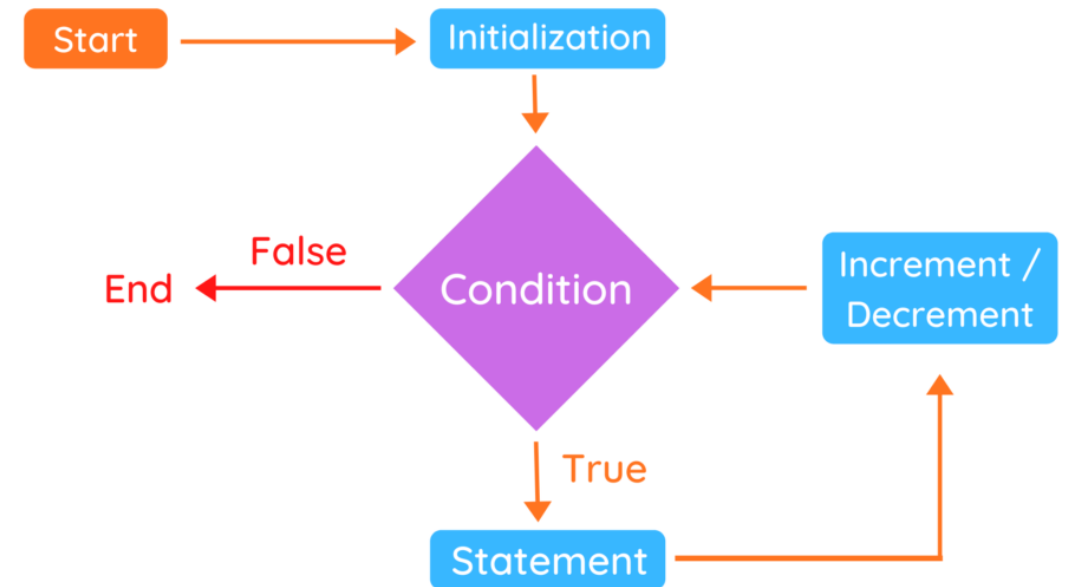 Start
Initialization
False
End
Condition
Increment /
Decrement
True
Statement